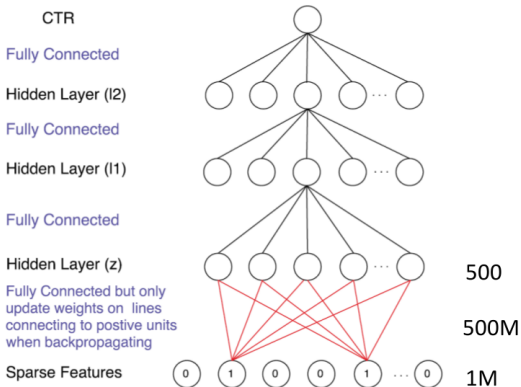 CTR
Fully Connected
Hidden Layer (l2)
...
Fully Connected
Hidden Layer (l1)
...
Fully Connected
Hidden Layer (z)
...
500
Fully Connected but only
update weights on lines
connecting to postive units
when backpropagating
500M
Sparse Features
0 1 0 0 1 ... 0
1M